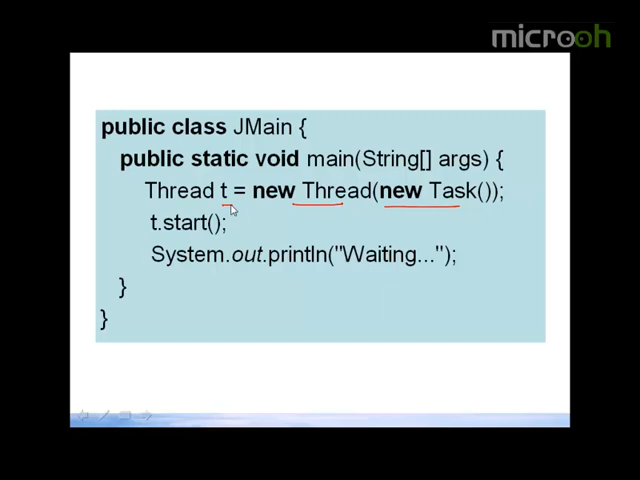 microoh
public class JMain {
public static void main(String[] args) {
Thread t = new Thread(new Task());
t.start();
System.out.println("Waiting...");
}
}